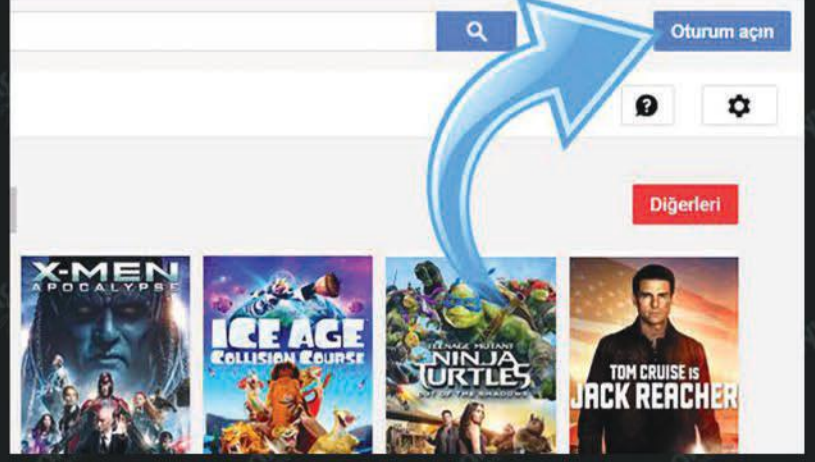 Oturum açın
Diğerleri
X-MEN
APOCALYPSE
ICE AGE
COLLISION COURSE
TEENAGE MUTANT
NINJA
TURTLES
OUT OF THE SHADOWS
TOM CRUISE IS
JACK REACHER